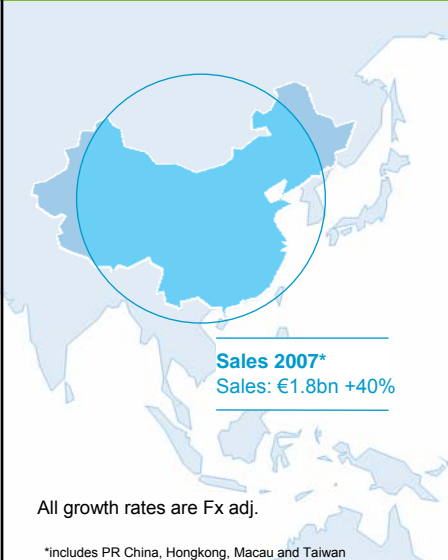 Sales 2007*
Sales: €1.8bn +40%
All growth rates are Fx adj.
*includes PR China, Hongkong, Macau and Taiwan